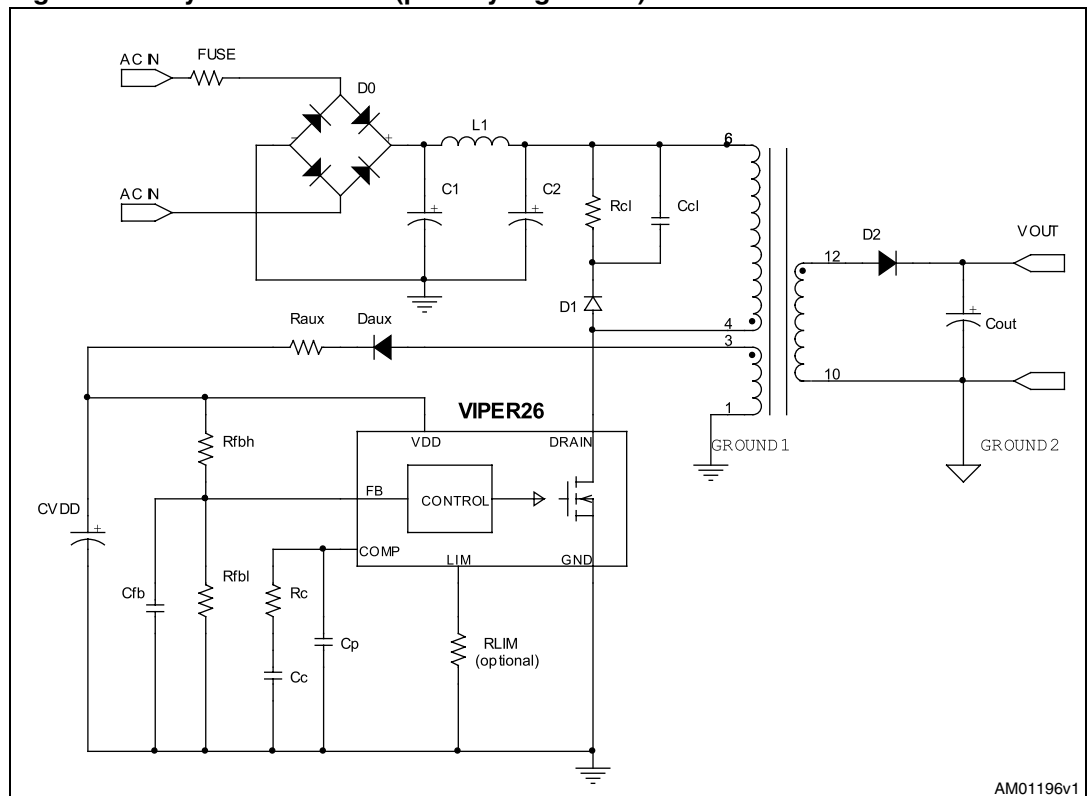 AC IN
FUSE
D0
-
+
L1
6
AC IN
C1
+
C2
+
Rcl
Ccl
D2
12
VOUT
D1
4
3
+
Cout
Raux
Daux
10
1
VIPER26
GROUND1
GROUND2
VDD
DRAIN
Rfbh
FB
CONTROL
CVDD
+
COMP
LIM
GND
Cfb
Rfbl
Rc
Cp
RLIM
(optional)
Cc
AM01196v1